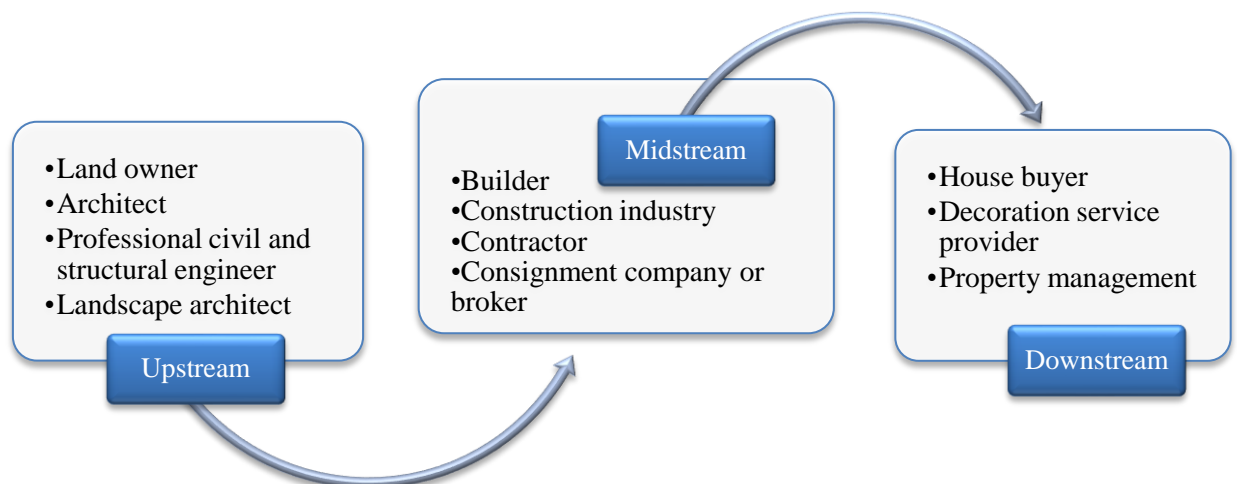 •Land owner
•Architect
•Professional civil and
structural engineer
•Landscape architect
Upstream
Midstream
•Builder
•Construction industry
•Contractor
•Consignment company or
broker
•House buyer
•Decoration service
provider
•Property management
Downstream